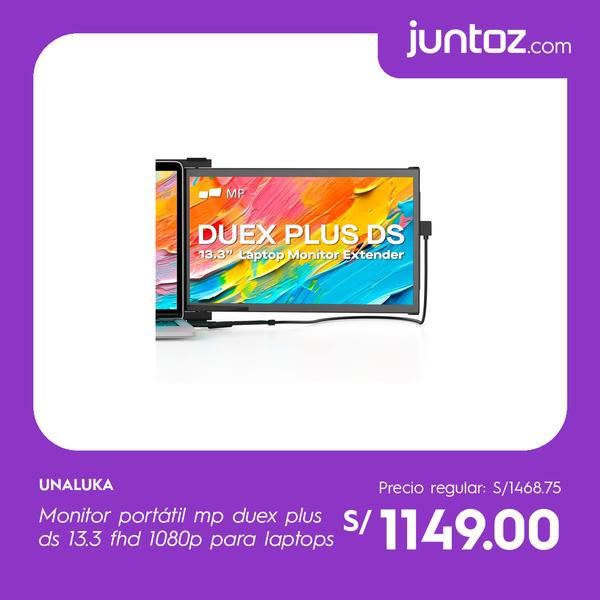 juntoz.com
MP
DUEX PLUS DS
13.3" Laptop Monitor Extender
UNALUKA
Monitor portátil mp duex plus
ds 13.3 fhd 1080p para laptops
Precio regular: S/1468.75
S/1149.00